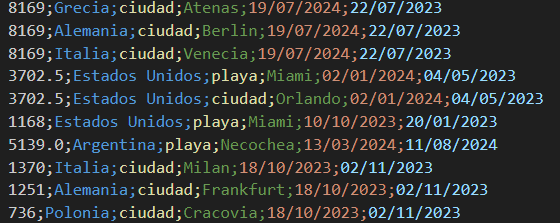 8169;Grecia;ciudad;Atenas;19/07/2024;22/07/2023
8169;Alemania;ciudad;Berlin;19/07/2024;22/07/2023
8169;Italia;ciudad;Venecia;19/07/2024;22/07/2023
3702.5;Estados Unidos;playa;Miami;02/01/2024;04/05/2023
3702.5;Estados Unidos;ciudad;Orlando;02/01/2024;04/05/2023
1168;Estados Unidos;playa;Miami;10/10/2023;20/01/2023
5139.0;Argentina;playa;Necochea;13/03/2024;11/08/2024
1370;Italia;ciudad;Milan;18/10/2023;02/11/2023
1251;Alemania;ciudad;Frankfurt;18/10/2023;02/11/2023
736;Polonia;ciudad;Cracovia;18/10/2023;02/11/2023